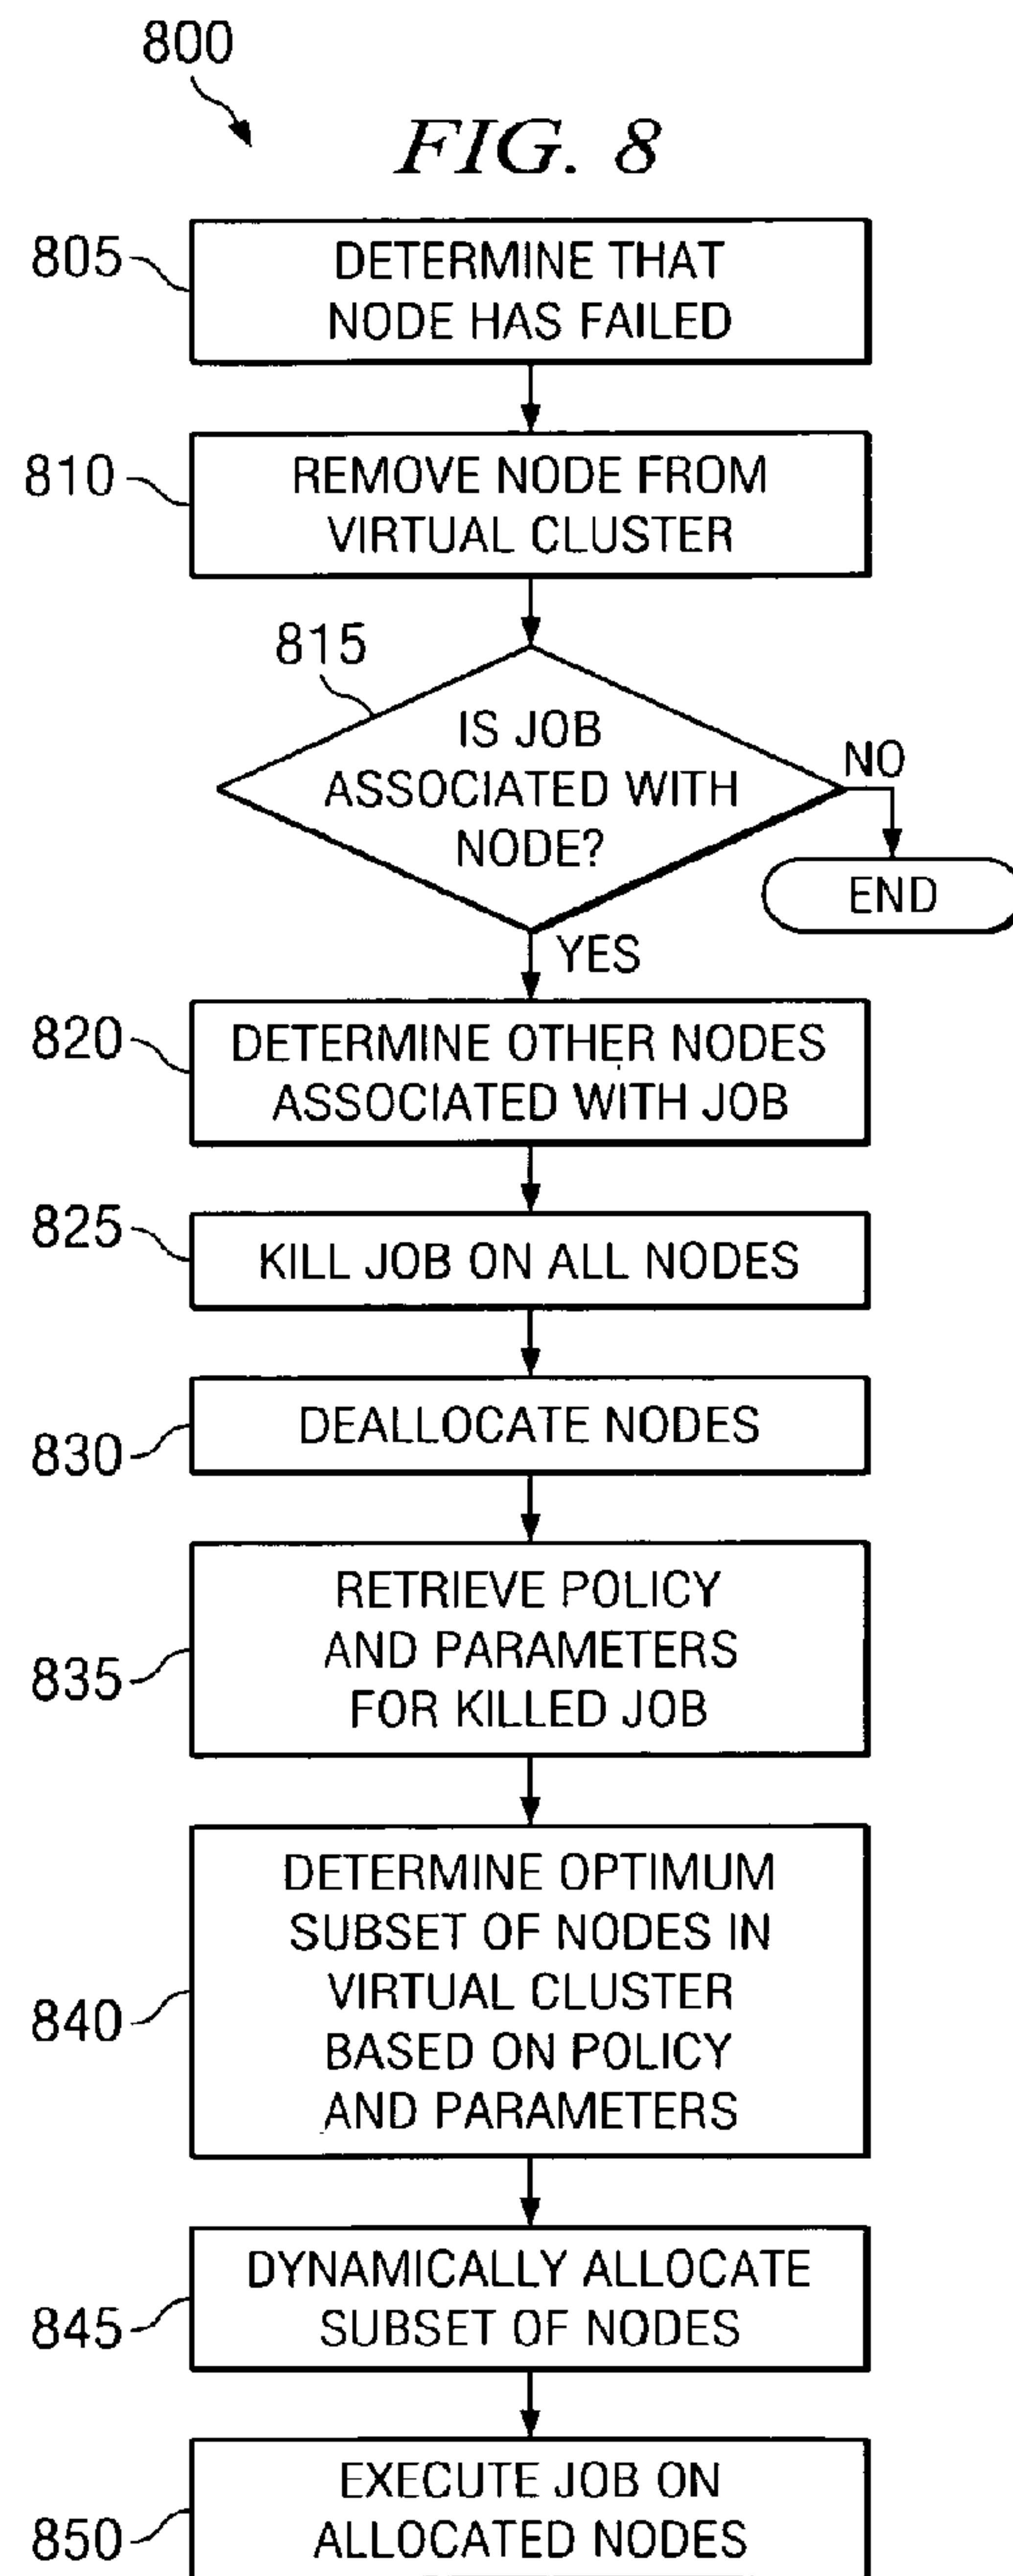 800
FIG. 8
805
DETERMINE THAT
NODE HAS FAILED
810
REMOVE NODE FROM
VIRTUAL CLUSTER
815
IS JOB
ASSOCIATED WITH
NODE?
NO
END
YES
820
DETERMINE OTHER NODES
ASSOCIATED WITH JOB
825
KILL JOB ON ALL NODES
830
DEALLOCATE NODES
835
RETRIEVE POLICY
AND PARAMETERS
FOR KILLED JOB
840
DETERMINE OPTIMUM
SUBSET OF NODES IN
VIRTUAL CLUSTER
BASED ON POLICY
AND PARAMETERS
845
DYNAMICALLY ALLOCATE
SUBSET OF NODES
850
EXECUTE JOB ON
ALLOCATED NODES